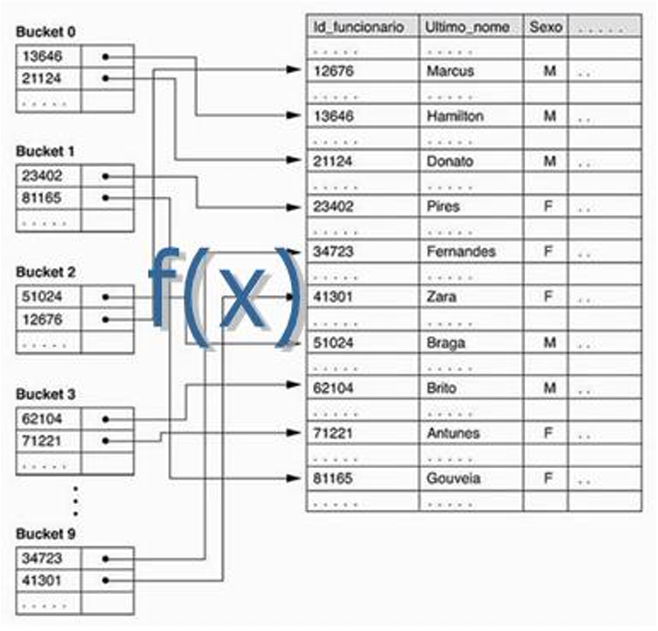 Bucket 0
13646
21124
. . . . .
Bucket 1
23402
81165
. . . . .
Bucket 2
51024
12676
. . . . .
Bucket 3
62104
71221
. . . . .
Bucket 9
34723
41301
. . . . .
f(x)
Id_funcionario Ultimo_nome Sexo . . . . .
. . . . . . . . . .
12676 Marcus M . .
. . . . . . . . . .
13646 Hamilton M . .
. . . . . . . . . .
21124 Donato M . .
. . . . . . . . . .
23402 Pires F . .
. . . . . . . . . .
34723 Fernandes F . .
. . . . . . . . . .
41301 Zara F . .
. . . . . . . . . .
51024 Braga M . .
. . . . . . . . . .
62104 Brito M . .
. . . . . . . . . .
71221 Antunes F . .
. . . . . . . . . .
81165 Gouveia F . .
. . . . . . . . . .